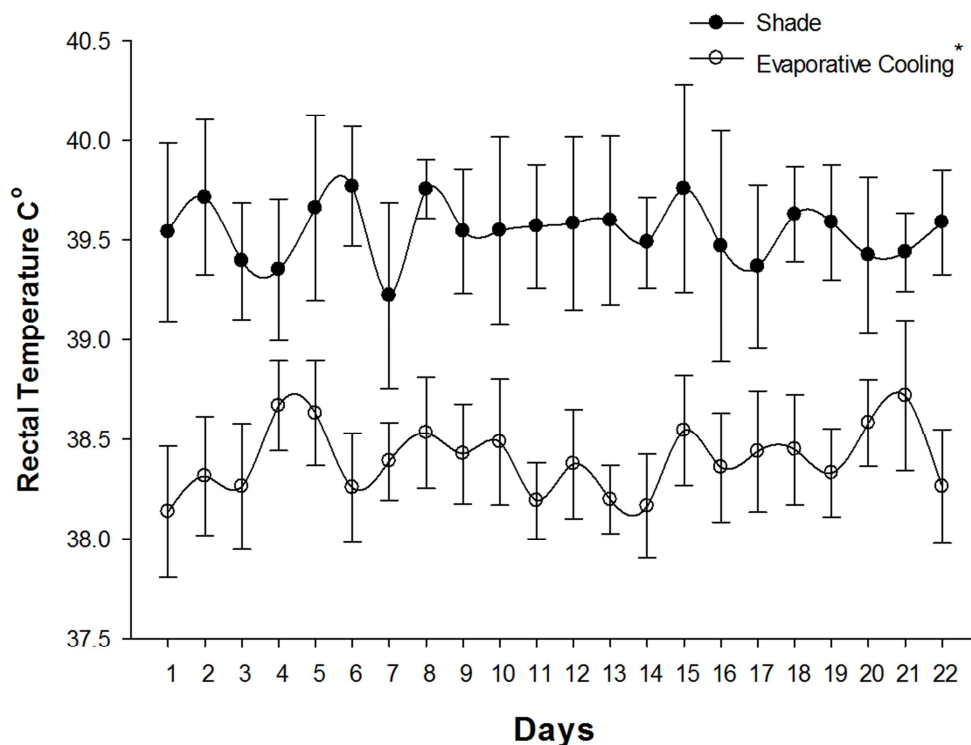 Shade
Evaporative Cooling*
Rectal Temperature C°
40.5
40.0
39.5
39.0
38.5
38.0
37.5
1 2 3 4 5 6 7 8 9 10 11 12 13 14 15 16 17 18 19 20 21 22
Days